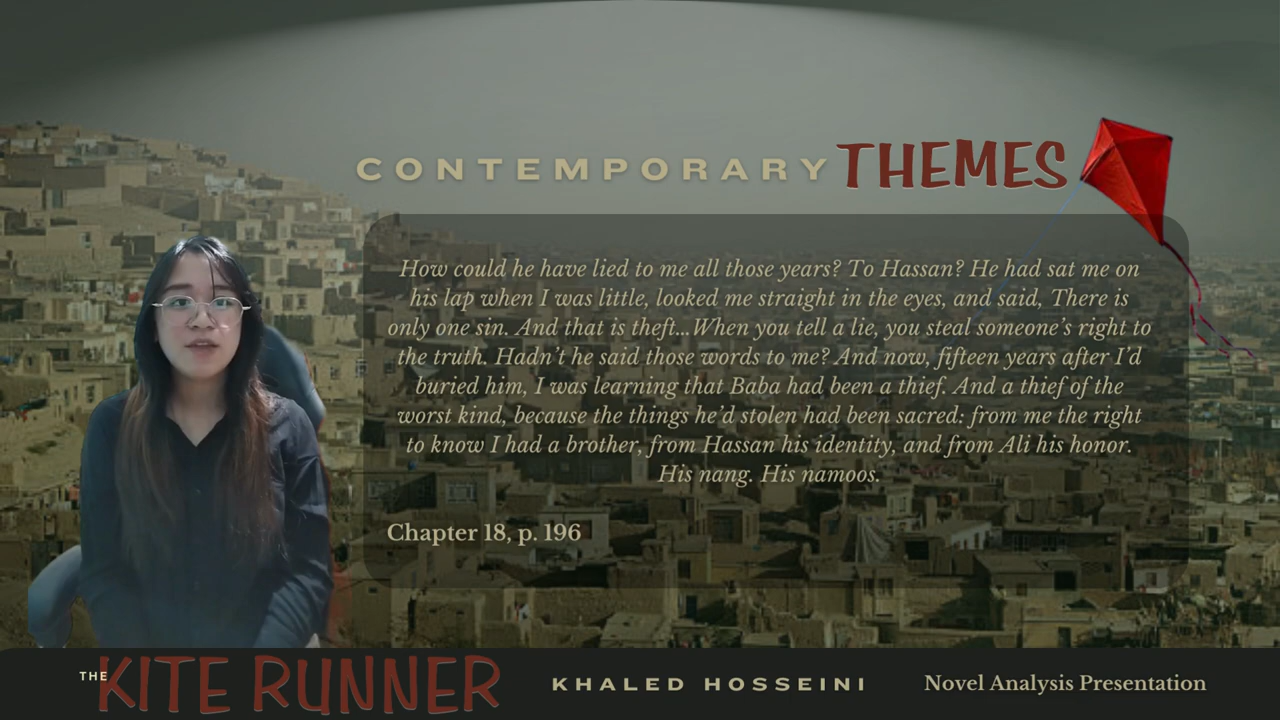 CONTEMPORARY THEMES
How could he have lied to me all those years? To Hassan? He had sat me on
his lap when I was little, looked me straight in the eyes, and said, There is
only one sin. And that is theft...When you tell a lie, you steal someone's right to
the truth. Hadn't he said those words to me? And now, fifteen years after I'd
buried him, I was learning that Baba had been a thief. And a thief of the
worst kind, because the things he'd stolen had been sacred: from me the right
to know I had a brother, from Hassan his identity, and from Ali his honor.
His nang. His namoos.
Chapter 18, p. 196
THE KITE RUNNER
KHALED HOSSEINI
Novel Analysis Presentation